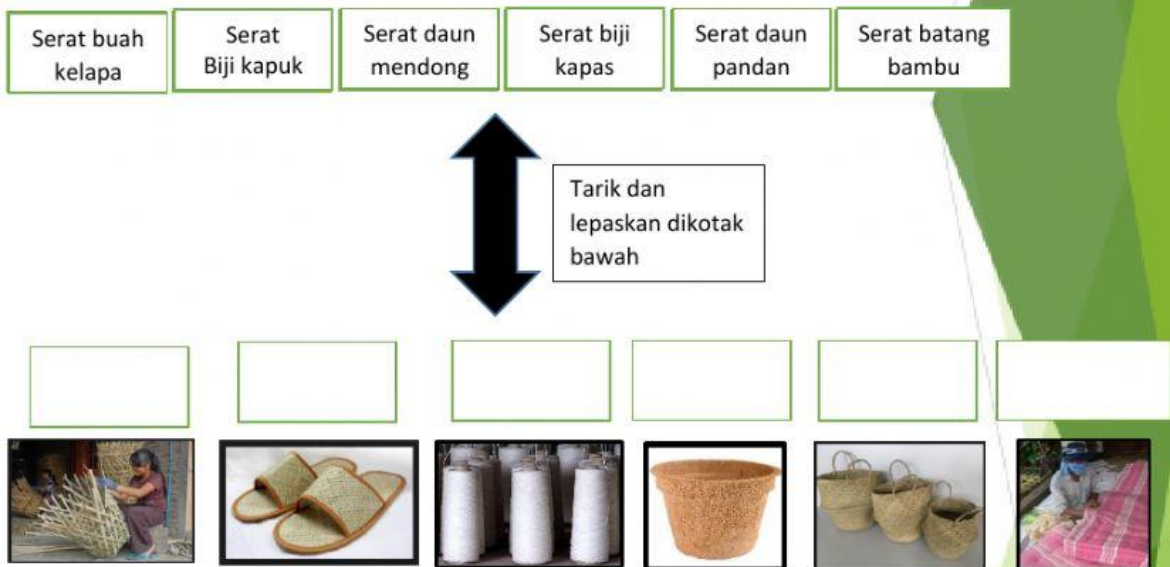 Serat buah
kelapa
Serat
Biji kapuk
Serat daun
mendong
Serat biji
kapas
Serat daun
pandan
Serat batang
bambu
Tarik dan
lepaskan dikotak
bawah